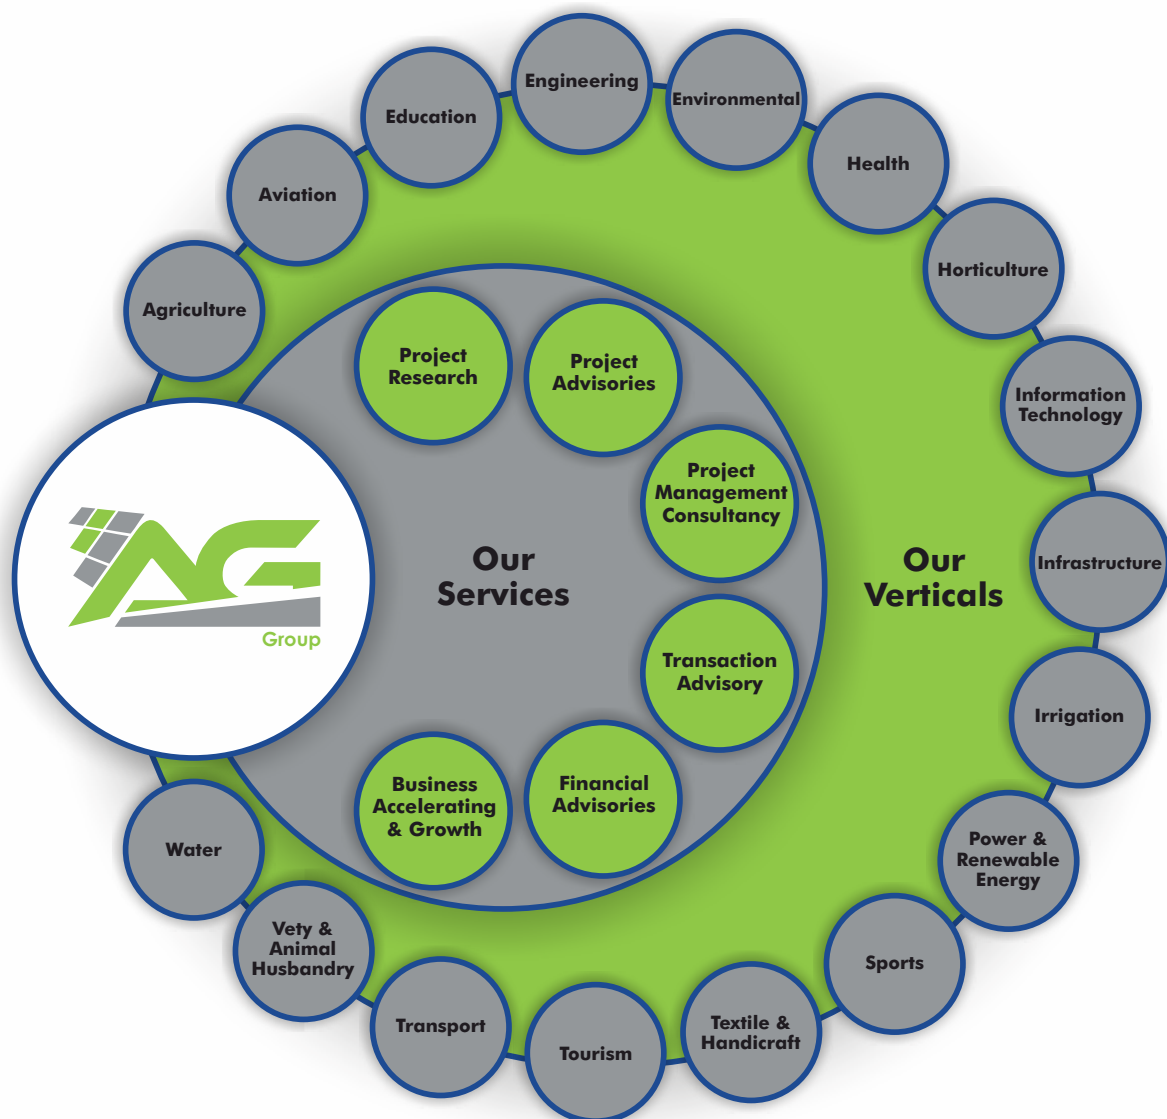 Engineering
Environmental
Education
Health
Aviation
Horticulture
Agriculture
Information
Technology
Infrastructure
Irrigation
Power &
Renewable
Energy
Sports
Textile &
Handicraft
Tourism
Transport
Vety &
Animal
Husbandry
Water
AG
Group
Our
Services
Project
Research
Project
Advisories
Project
Management
Consultancy
Transaction
Advisory
Financial
Advisories
Business
Accelerating
& Growth
Our
Verticals